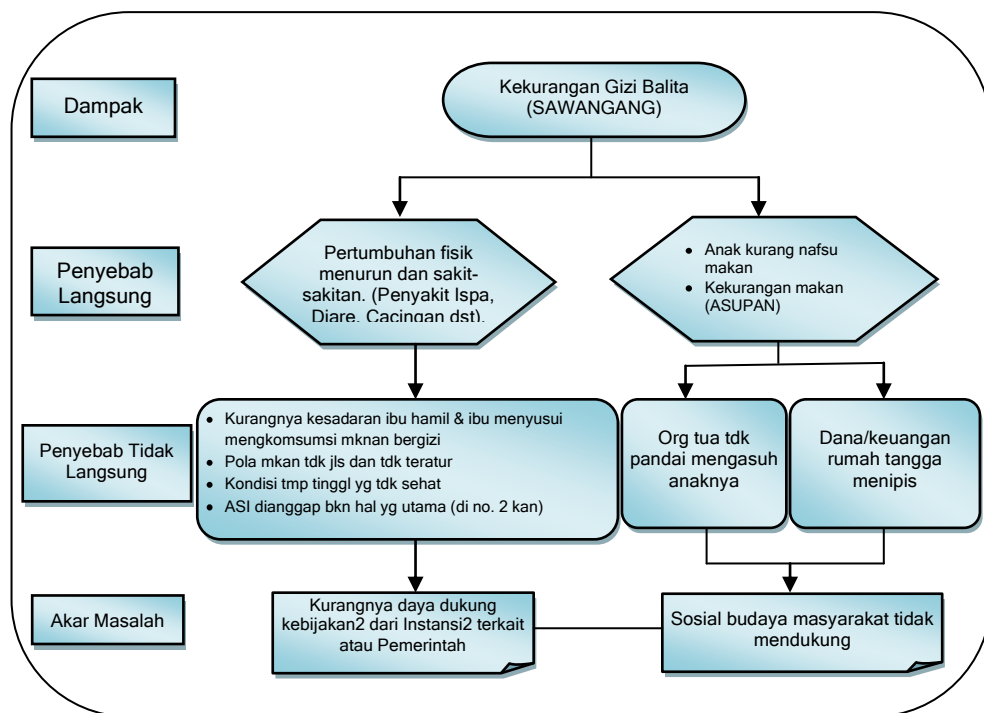 Dampak
Kekurangan Gizi Balita
(SAWANGANG)
Penyebab
Langsung
Pertumbuhan fisik
menurun dan sakit-
sakitan. (Penyakit Ispa,
Diare, Cacingan dst).
• Anak kurang nafsu
makan
• Kekurangan makan
(ASUPAN)
Penyebab Tidak
Langsung
• Kurangnya kesadaran ibu hamil & ibu menyusui
mengkomsumsi mknan bergizi
• Pola mkan tdk jls dan tdk teratur
• Kondisi tmp tinggl yg tdk sehat
• ASI dianggap bkn hal yg utama (di no. 2 kan)
Org tua tdk
pandai mengasuh
anaknya
Dana/keuangan
rumah tangga
menipis
Akar Masalah
Kurangnya daya dukung
kebijakan2 dari Instansi2 terkait
atau Pemerintah
Sosial budaya masyarakat tidak
mendukung